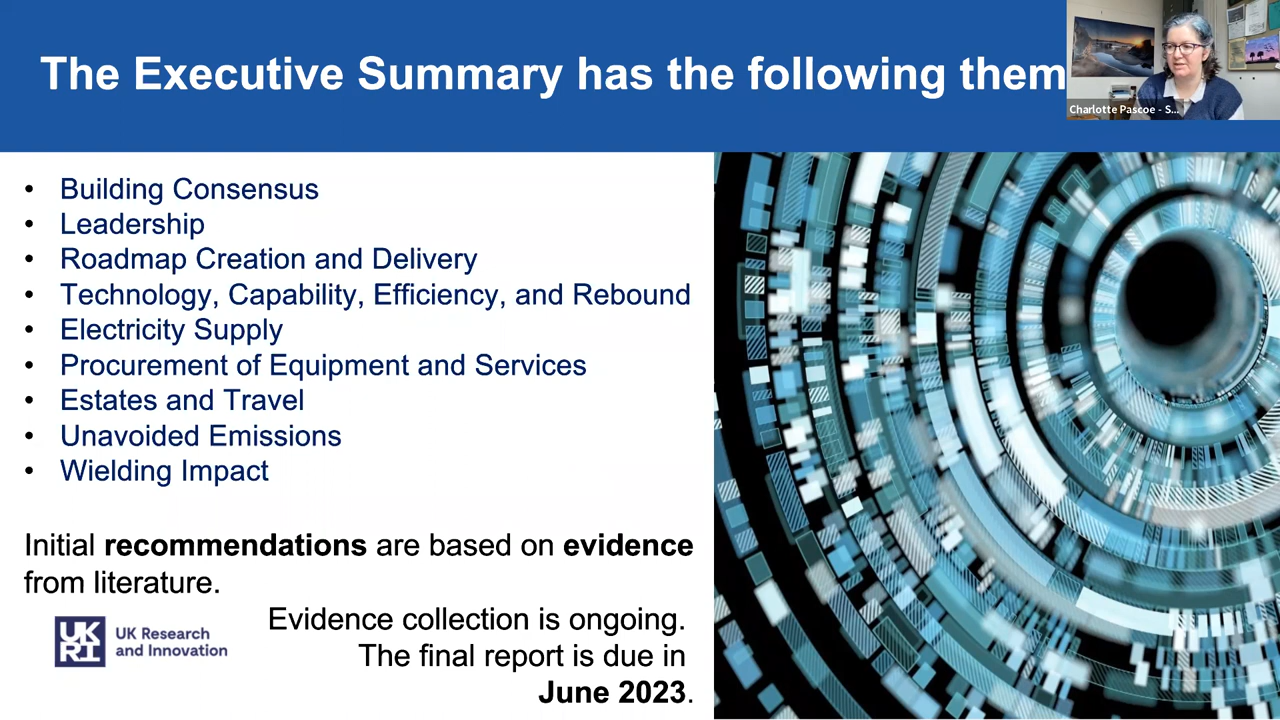 The Executive Summary has the following them
Charlotte Pascoe - S...
• Building Consensus
• Leadership
• Roadmap Creation and Delivery
• Technology, Capability, Efficiency, and Rebound
• Electricity Supply
• Procurement of Equipment and Services
• Estates and Travel
• Unavoided Emissions
• Wielding Impact
Initial recommendations are based on evidence
from literature.
Evidence collection is ongoing.
The final report is due in
June 2023.
UK
RI
UK Research
and Innovation